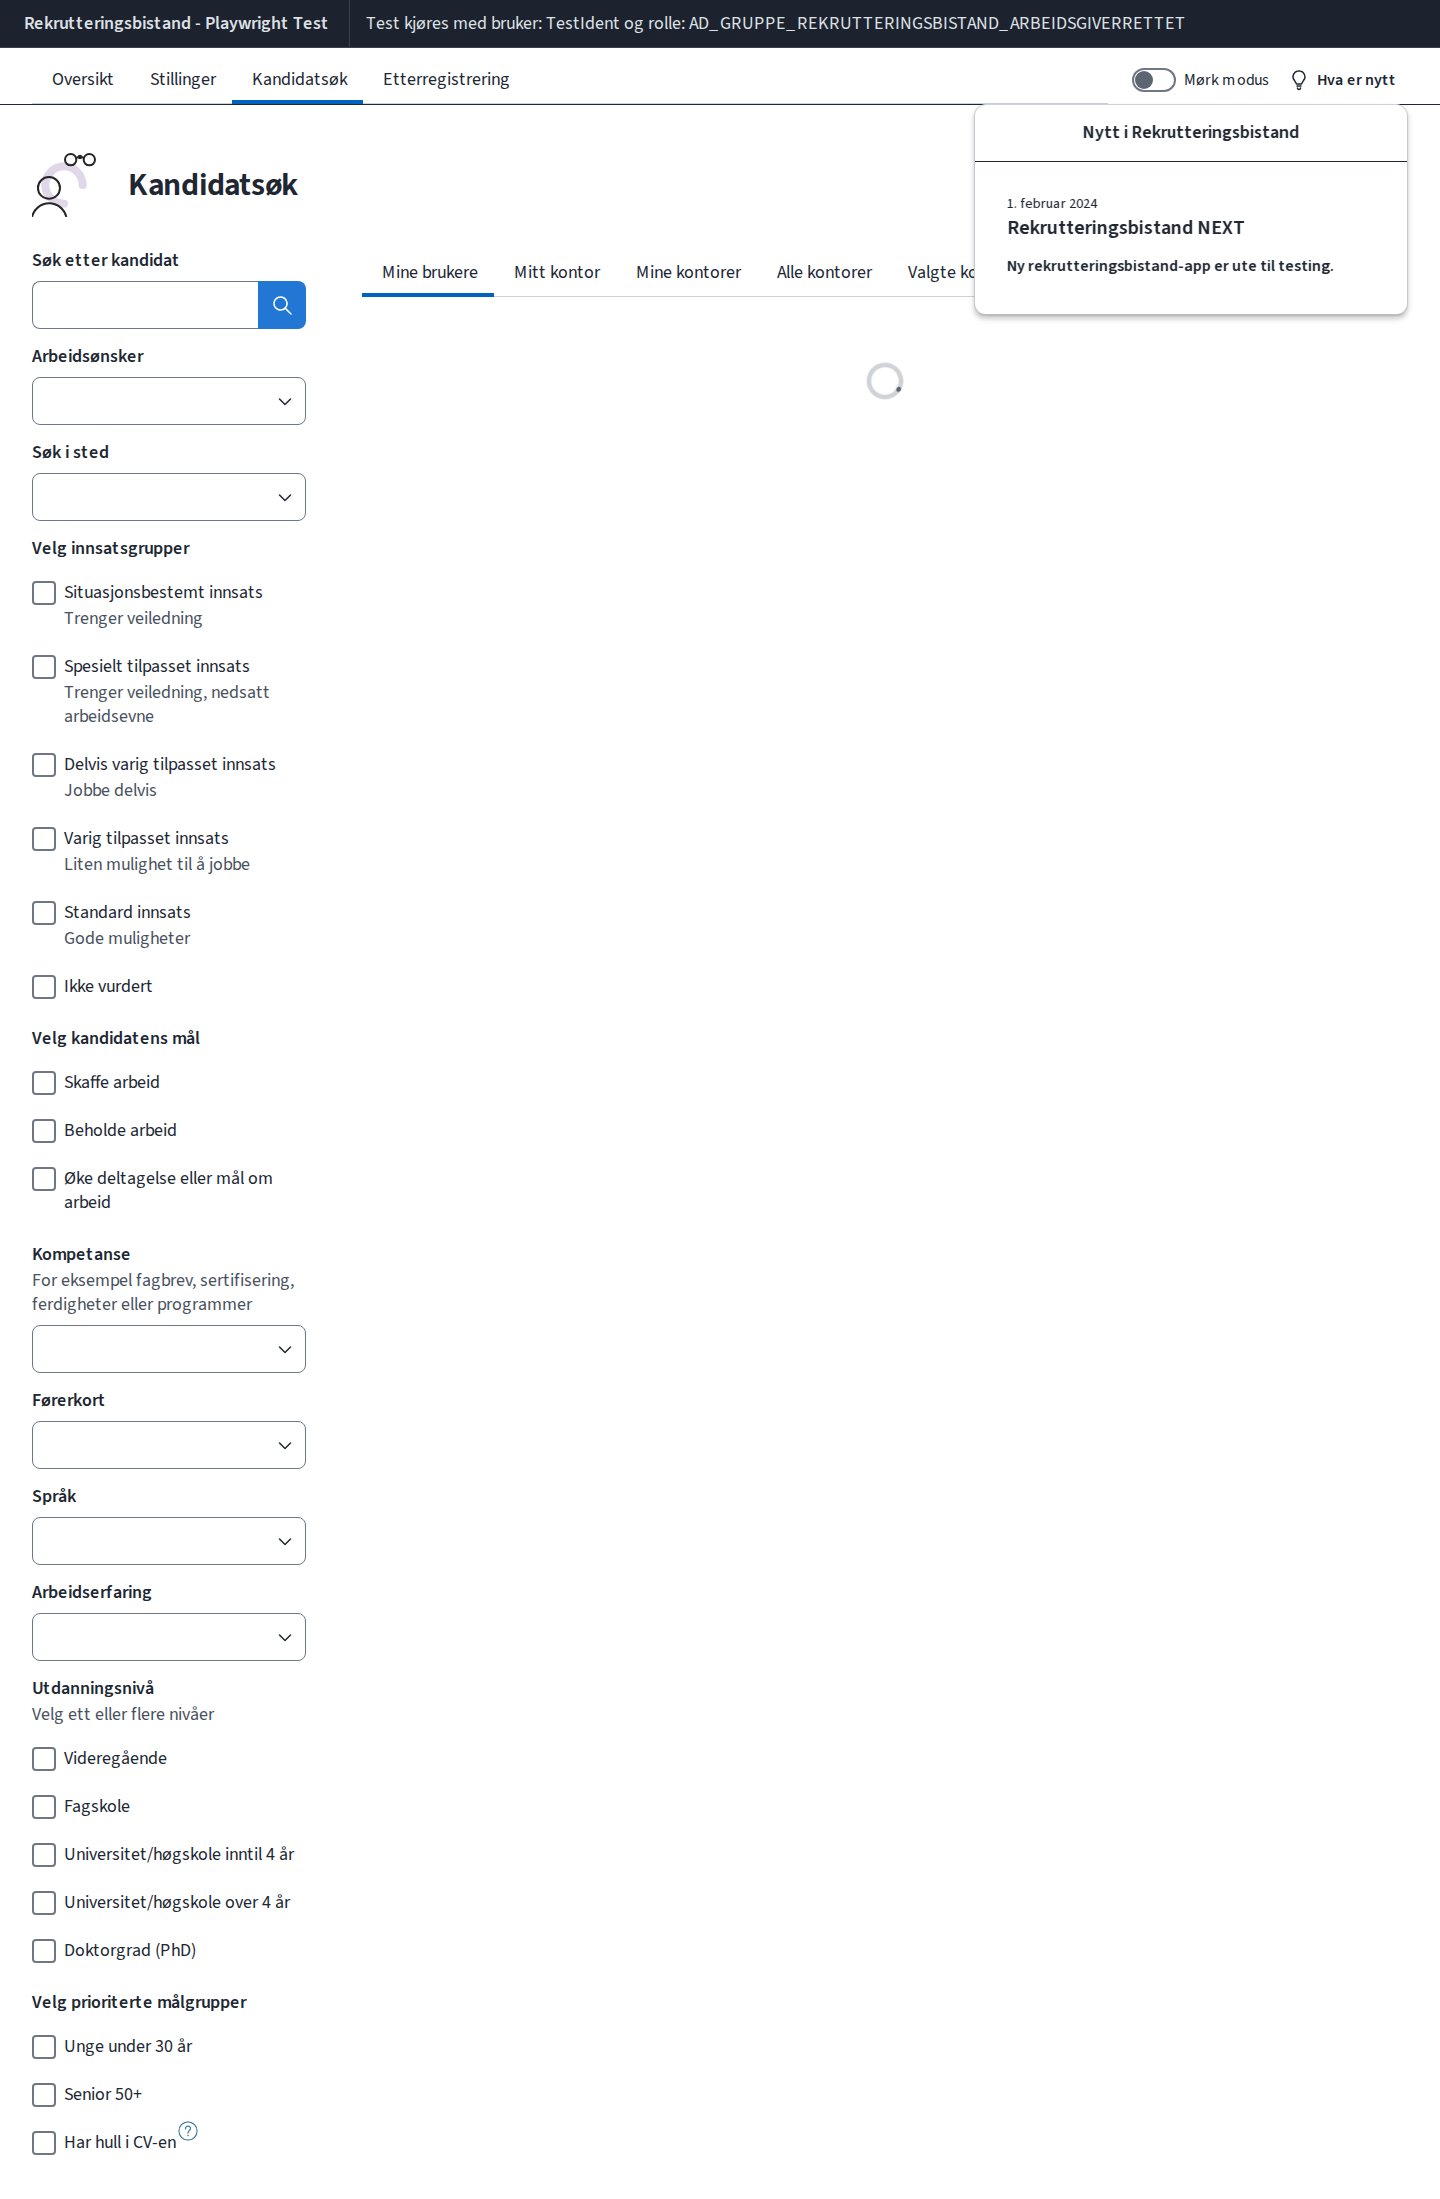 Rekrutteringsbistand - Playwright Test
Test kjøres med bruker: TestIdent og rolle: AD_GRUPPE_REKRUTTERINGSBISTAND_ARBEIDSGIVERRETTET
Oversikt
Stillinger
Kandidatsøk
Etterregistrering
Mørk modus
Hva er nytt
Nytt i Rekrutteringsbistand
1. februar 2024
Rekrutteringsbistand NEXT
Ny rekrutteringsbistand-app er ute til testing.
Kandidatsøk
Mine brukere
Mitt kontor
Mine kontorer
Alle kontorer
Valgte
Søk etter kandidat
Arbeidsønsker
Søk i sted
Velg innsatsgrupper
Situasjonsbestemt innsats
Trenger veiledning
Spesielt tilpasset innsats
Trenger veiledning, nedsatt
arbeidsevne
Delvis varig tilpasset innsats
Jobbe delvis
Varig tilpasset innsats
Liten mulighet til å jobbe
Standard innsats
Gode muligheter
Ikke vurdert
Velg kandidatens mål
Skaffe arbeid
Beholde arbeid
Øke deltagelse eller mål om
arbeid
Kompetanse
For eksempel fagbrev, sertifisering,
ferdigheter eller programmer
Førerkort
Språk
Arbeidserfaring
Utdanningsnivå
Velg ett eller flere nivåer
Videregående
Fagskole
Universitet/høgskole inntil 4 år
Universitet/høgskole over 4 år
Doktorgrad (PhD)
Velg prioriterte målgrupper
Unge under 30 år
Senior 50+
Har hull i CV-en